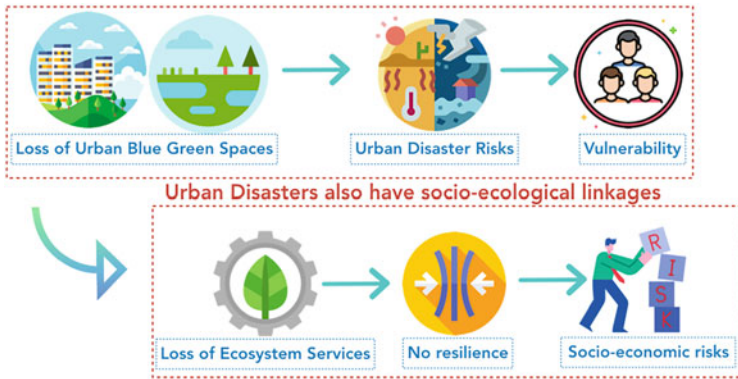 Loss of Urban Blue Green Spaces
Urban Disaster Risks
Vulnerability
Urban Disasters also have socio-ecological linkages
R
I
S
K
Loss of Ecosystem Services
No resilience
Socio-economic risks